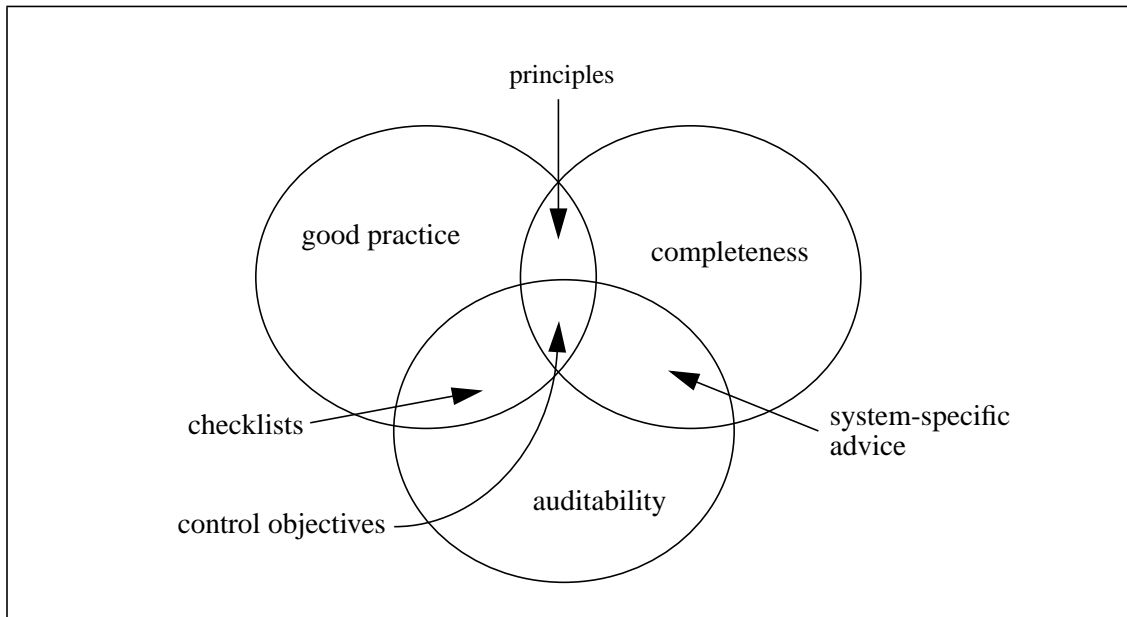 principles
good practice
completeness
checklists
system-specific
advice
auditability
control objectives